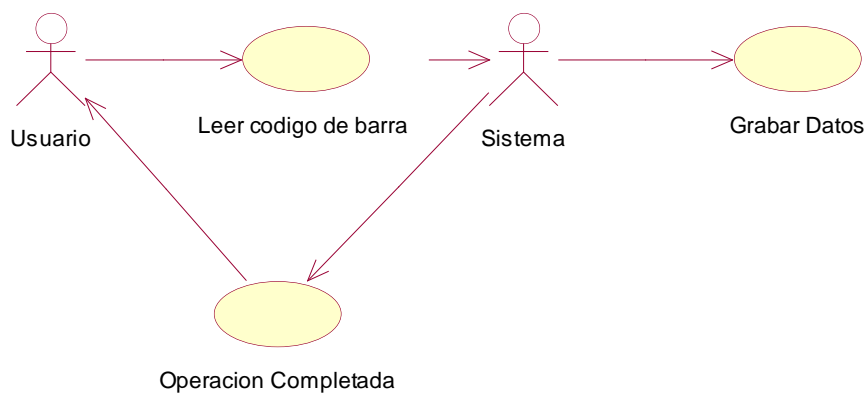 Usuario
Leer codigo de barra
Sistema
Grabar Datos
Operacion Completada